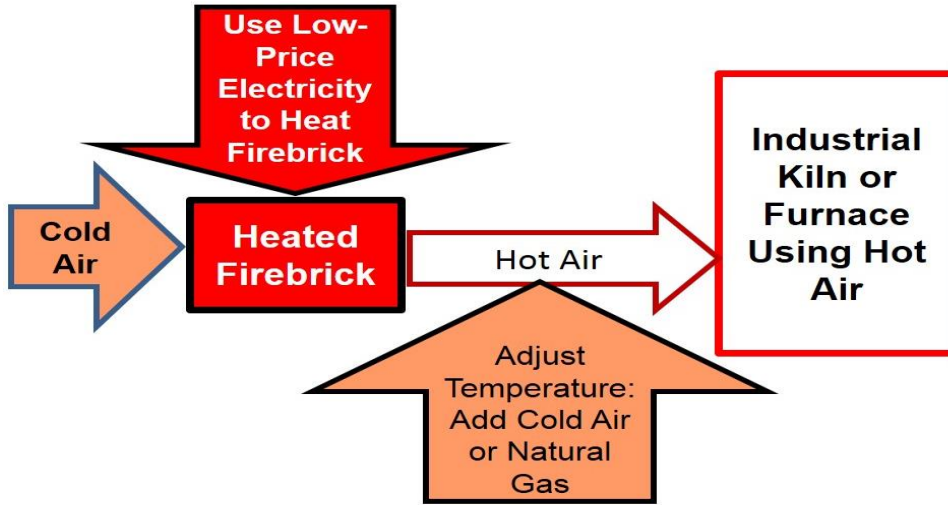 Use Low-
Price
Electricity
to Heat
Firebrick
Cold
Air
Heated
Firebrick
Hot Air
Industrial
Kiln or
Furnace
Using Hot
Air
Adjust
Temperature:
Add Cold Air
or Natural
Gas